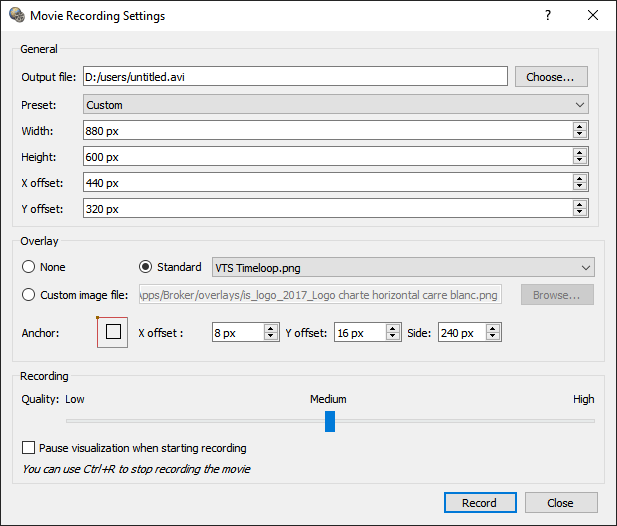 Movie Recording Settings ?
General
Output file: D:/users/untitled.avi Choose...
Preset: Custom
Width: 880 px
Height: 600 px
X offset: 440 px
Y offset: 320 px
Overlay
None Standard VTS Timeloop.png
Custom image file: Apps/Broker/overlays/is_logo_2017_Logo charte horizontal carre blanc.png Browse...
Anchor: X offset : 8 px Y offset: 16 px Side: 240 px
Recording
Quality: Low Medium High
Pause visualization when starting recording
You can use Ctrl+R to stop recording the movie
Record Close